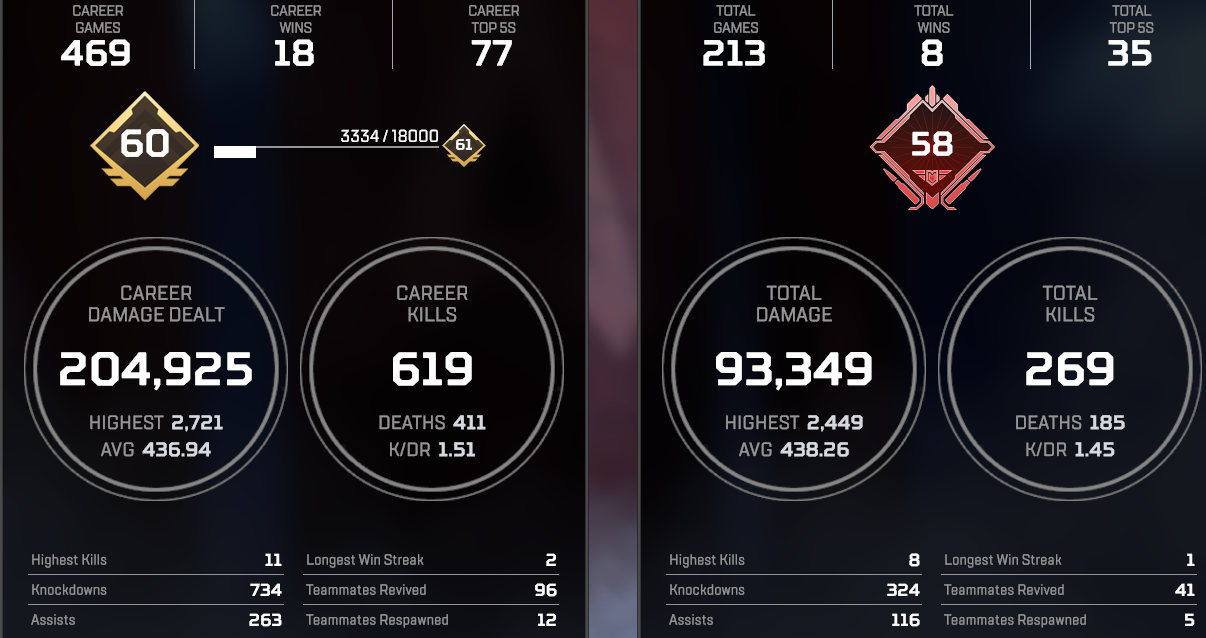 CAREER
GAMES
469
CAREER
WINS
18
CAREER
TOP 5S
77
60
3334 / 18000
61
CAREER
DAMAGE DEALT
204,925
HIGHEST 2,721
AVG 436.94
CAREER
KILLS
619
DEATHS 411
K/DR 1.51
Highest Kills 11
Knockdowns 734
Assists 263
Longest Win Streak 2
Teammates Revived 96
Teammates Respawned 12
TOTAL
GAMES
213
TOTAL
WINS
8
TOTAL
TOP 5S
35
58
TOTAL
DAMAGE
93,349
HIGHEST 2,449
AVG 438.26
TOTAL
KILLS
269
DEATHS 185
K/DR 1.45
Highest Kills 8
Knockdowns 324
Assists 116
Longest Win Streak 1
Teammates Revived 41
Teammates Respawned 5